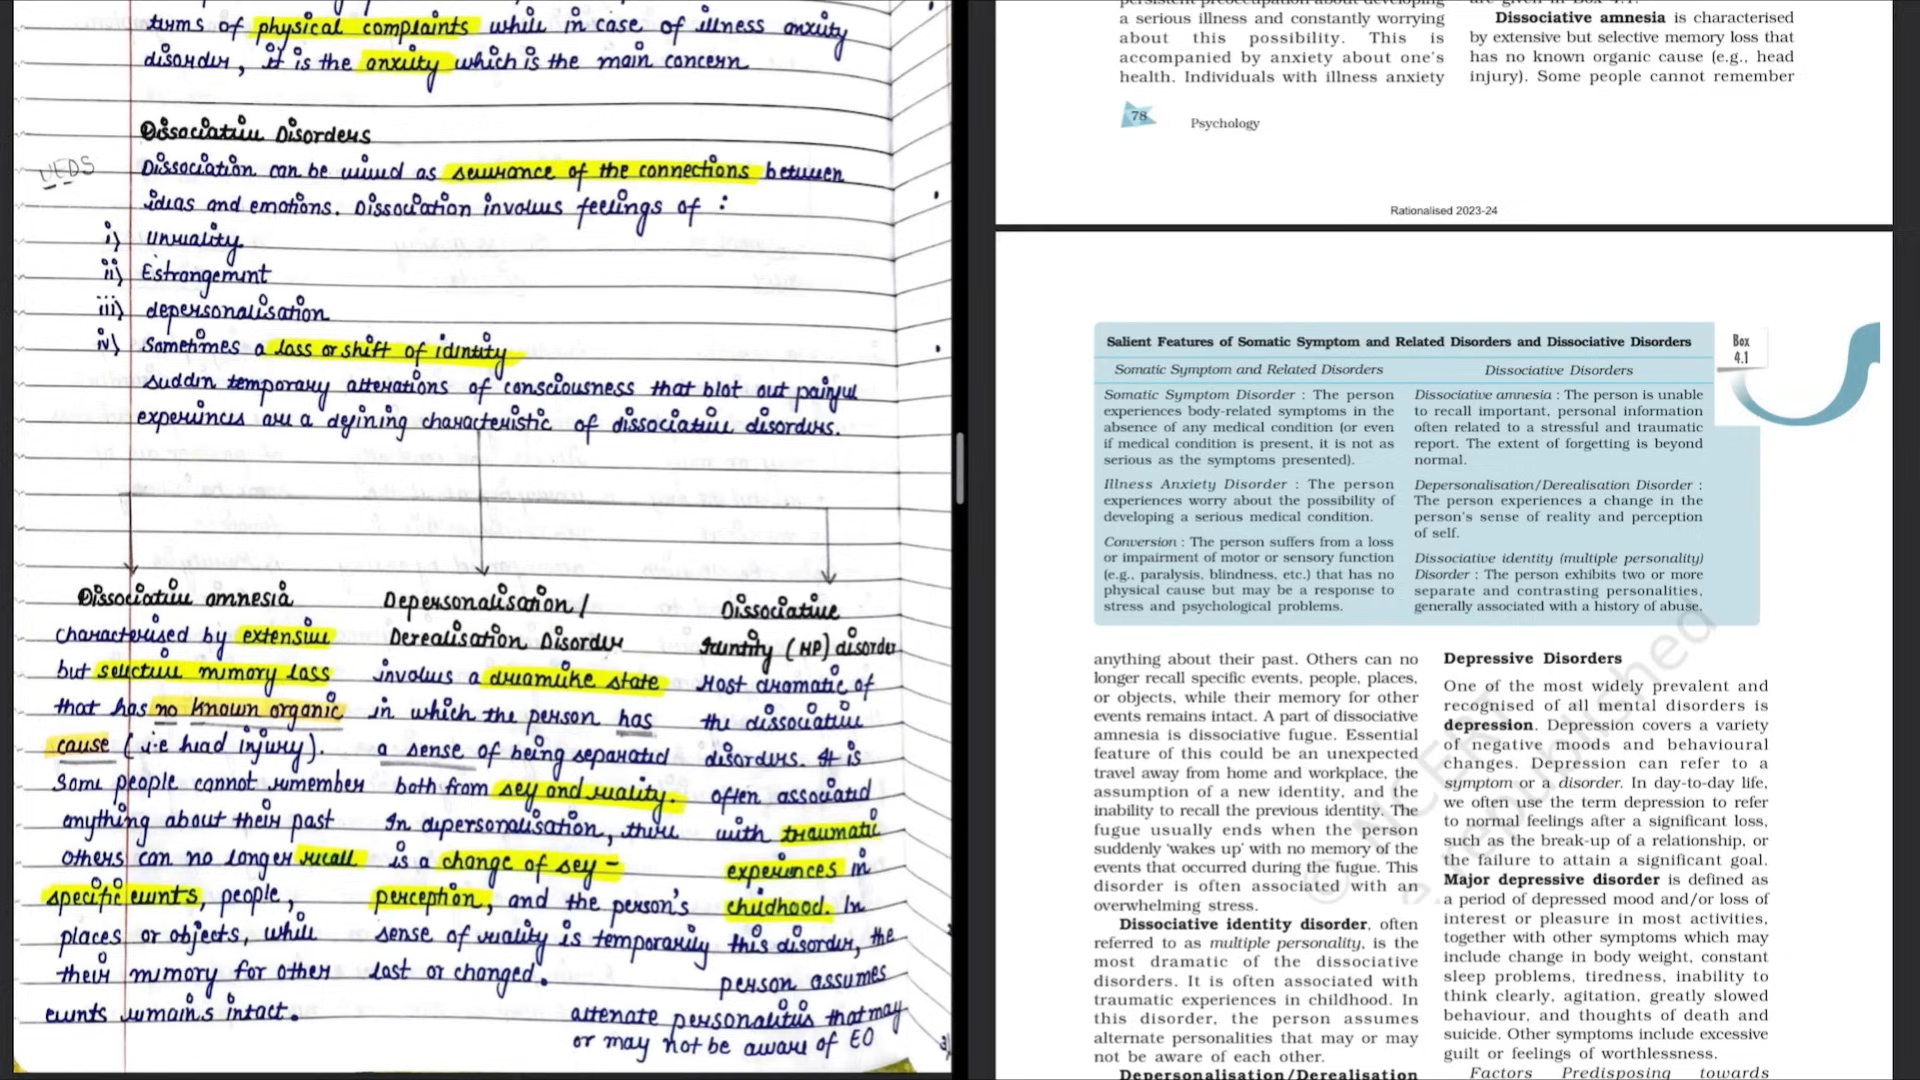 terms of physical complaints while in case of illness anxiety
disorder, it is the anxiety which is the main concern
Dissociative Disorders
UEDS
Dissociation can be viewed as severance of the connections between
ideas and emotions. Dissociation involves feelings of :
i) Unreality
ii) Estrangement
iii) depersonalisation
iv) Sometimes a loss or shift of identity
Sudden temporary alterations of consciousness that blot out painful
experiences are a defining characteristic of dissociative disorders.
Dissociative amnesia
characterised by extensive
but selective memory loss
that has no known organic
cause (i.e head injury).
Some people cannot remember
anything about their past
Others can no longer recall
specific events, people,
places or objects, while
their memory for other
events remains intact.
Depersonalisation/
Derealisation Disorder
involves a dreamlike state
in which the person has
a sense of being separated
both from self and reality.
In depersonalisation, there
is a change of self-
perception, and the person's
sense of reality is temporarily
lost or changed.
Dissociative
Identity (MP) disorder
Most dramatic of
the dissociative
disorders. It is
often associated
with traumatic
experiences in
childhood. In
this disorder, the
person assumes
attenate personalities that may
or may not be aware of EO
a serious illness and constantly worrying
about this possibility. This is
accompanied by anxiety about one's
health. Individuals with illness anxiety
Dissociative amnesia is characterised
by extensive but selective memory loss that
has no known organic cause (e.g., head
injury). Some people cannot remember
78
Psychology
Rationalised 2023-24
Salient Features of Somatic Symptom and Related Disorders and Dissociative Disorders
Box
4.1
Somatic Symptom and Related Disorders
Somatic Symptom Disorder : The person
experiences body-related symptoms in the
absence of any medical condition (or even
if medical condition is present, it is not as
serious as the symptoms presented).
Illness Anxiety Disorder : The person
experiences worry about the possibility of
developing a serious medical condition.
Conversion : The person suffers from a loss
or impairment of motor or sensory function
(e.g., paralysis, blindness, etc.) that has no
physical cause but may be a response to
stress and psychological problems.
Dissociative Disorders
Dissociative amnesia : The person is unable
to recall important, personal information
often related to a stressful and traumatic
report. The extent of forgetting is beyond
normal.
Depersonalisation/Derealisation Disorder :
The person experiences a change in the
person's sense of reality and perception
of self.
Dissociative identity (multiple personality)
Disorder : The person exhibits two or more
separate and contrasting personalities,
generally associated with a history of abuse.
anything about their past. Others can no
longer recall specific events, people, places,
or objects, while their memory for other
events remains intact. A part of dissociative
amnesia is dissociative fugue. Essential
feature of this could be an unexpected
travel away from home and workplace, the
assumption of a new identity, and the
inability to recall the previous identity. The
fugue usually ends when the person
suddenly 'wakes up' with no memory of the
events that occurred during the fugue. This
disorder is often associated with an
overwhelming stress.
Dissociative identity disorder, often
referred to as multiple personality, is the
most dramatic of the dissociative
disorders. It is often associated with
traumatic experiences in childhood. In
this disorder, the person assumes
alternate personalities that may or may
not be aware of each other.
Depersonalisation/Derealisation
Depressive Disorders
One of the most widely prevalent and
recognised of all mental disorders is
depression. Depression covers a variety
of negative moods and behavioural
changes. Depression can refer to a
symptom or a disorder. In day-to-day life,
we often use the term depression to refer
to normal feelings after a significant loss,
such as the break-up of a relationship, or
the failure to attain a significant goal.
Major depressive disorder is defined as
a period of depressed mood and/or loss of
interest or pleasure in most activities,
together with other symptoms which may
include change in body weight, constant
sleep problems, tiredness, inability to
think clearly, agitation, greatly slowed
behaviour, and thoughts of death and
suicide. Other symptoms include excessive
guilt or feelings of worthlessness.
Factors Predisposing towards